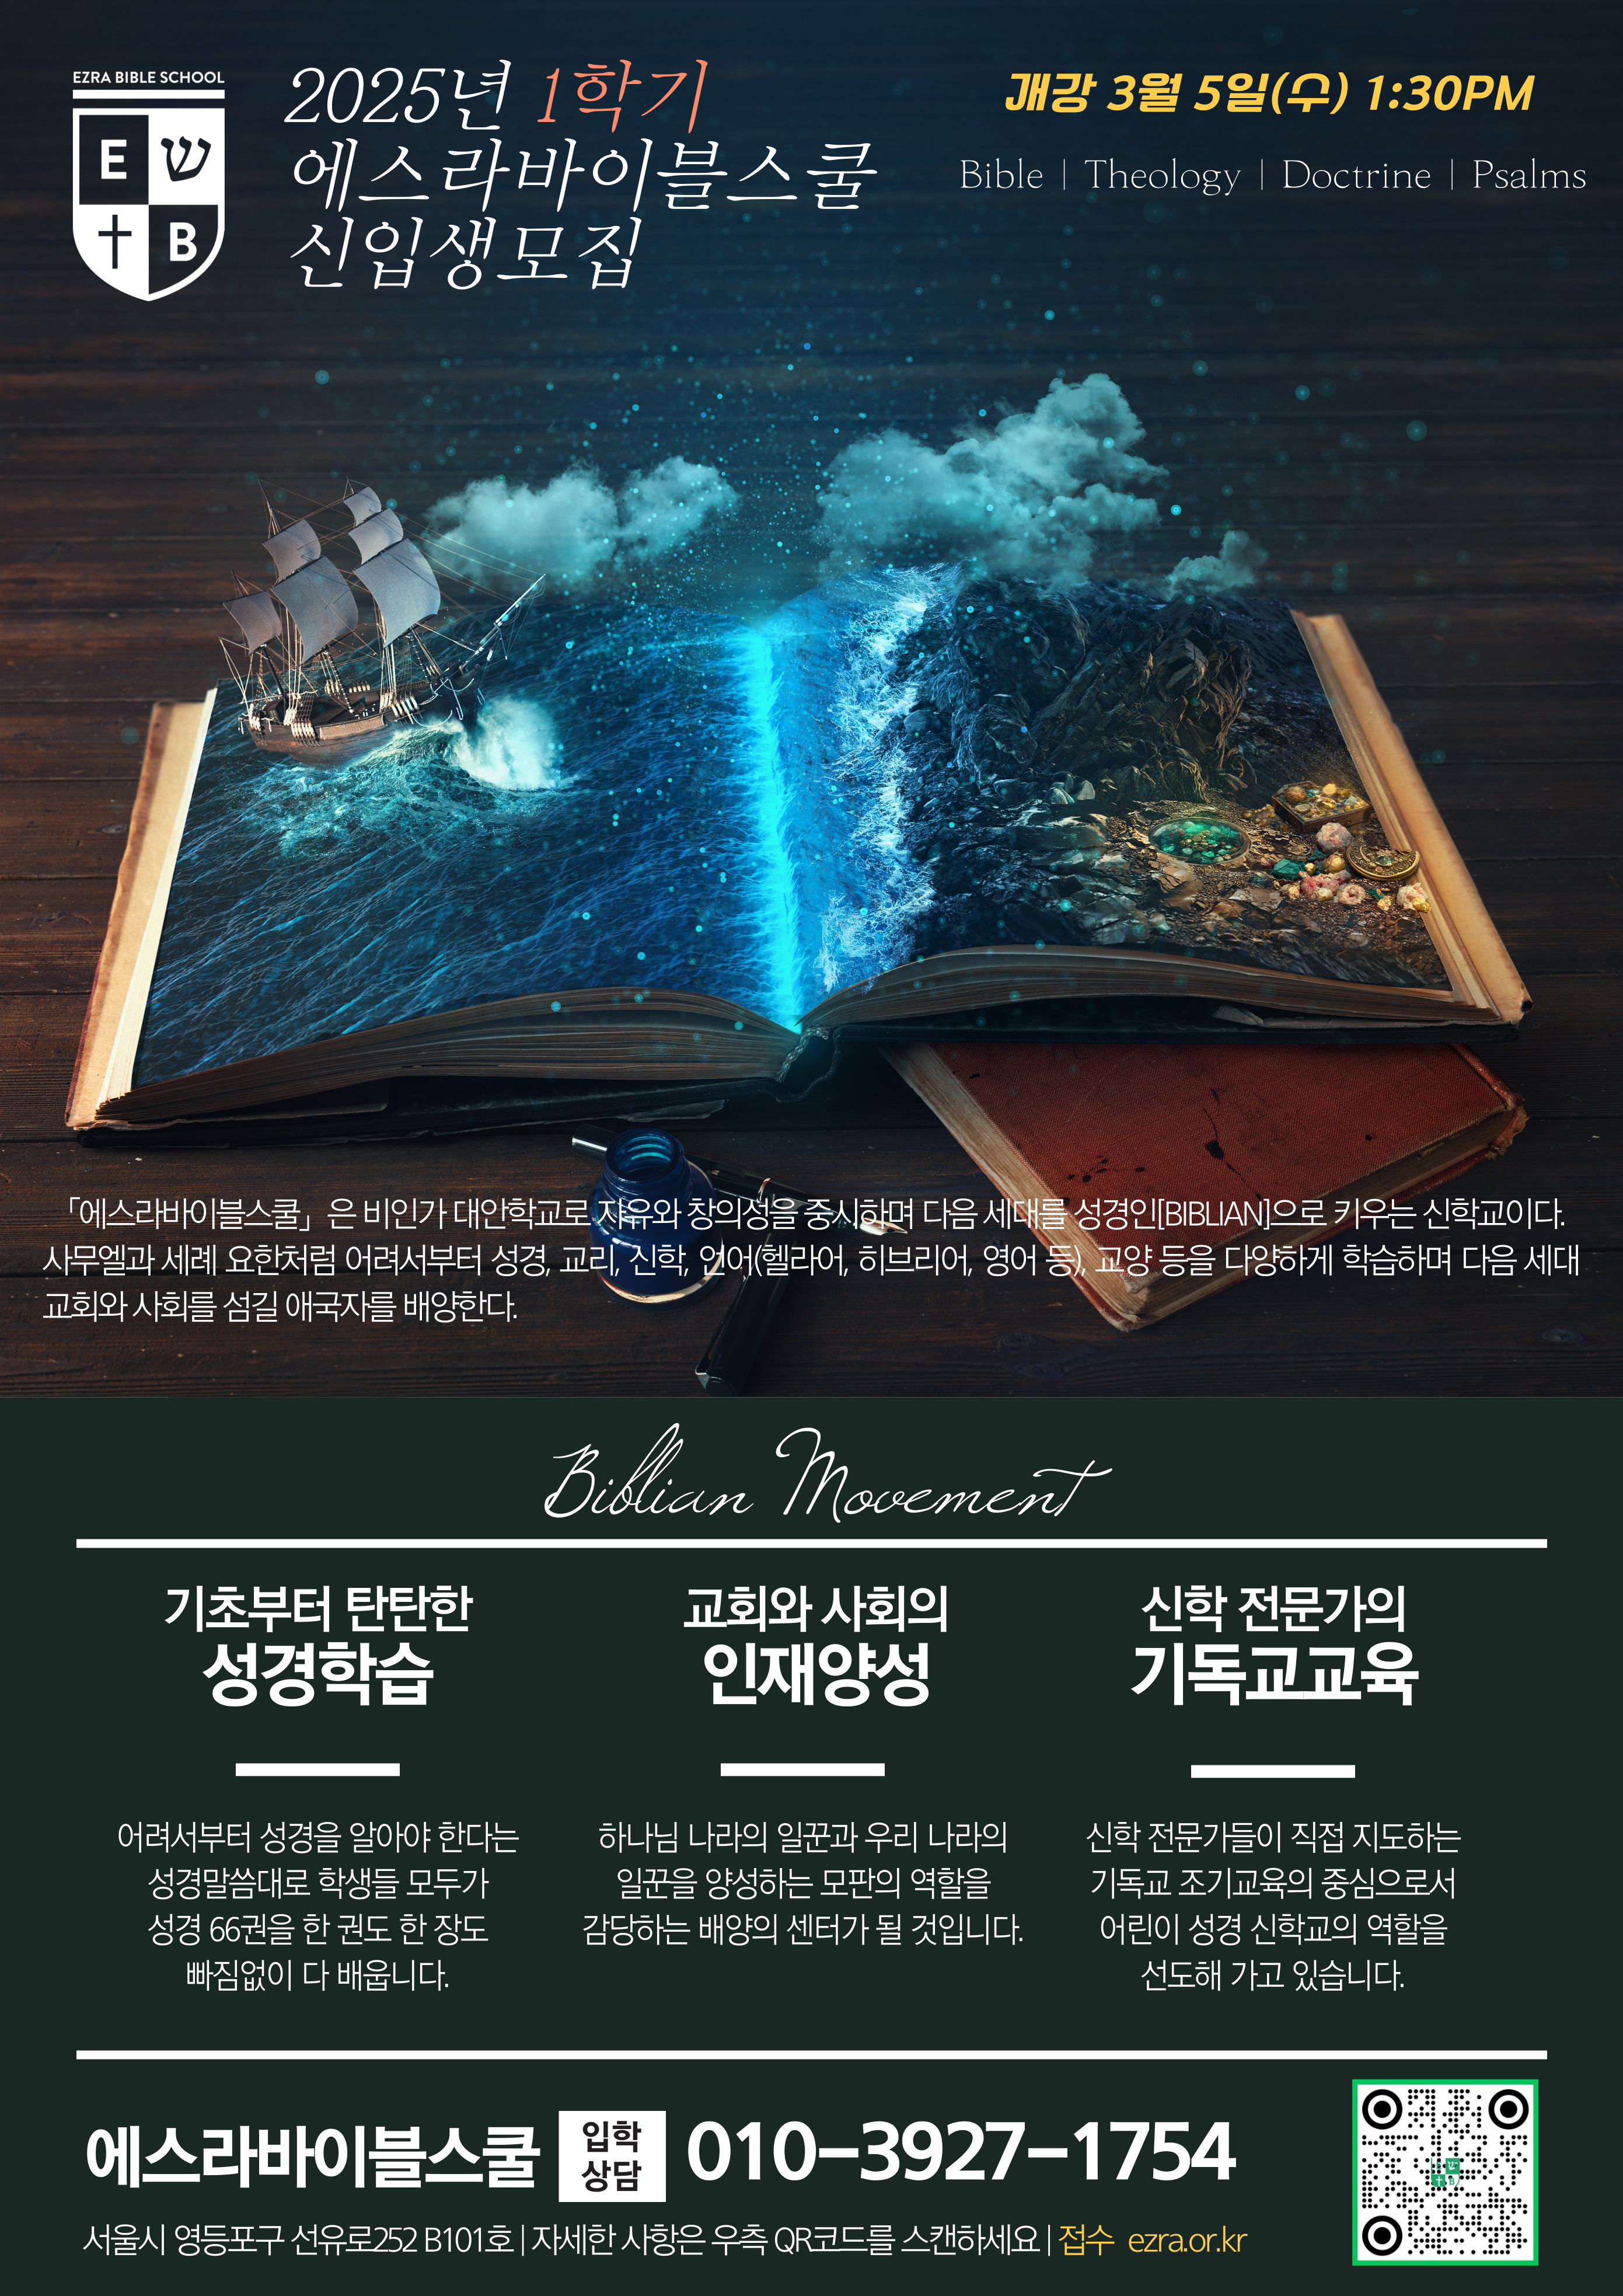 EZRA BIBLE SCHOOL
E ש
B
2025년 1학기
에스라바이블스쿨
신입생모집
개강 3월 5일(수) 1:30PM
Bible | Theology | Doctrine | Psalms
「에스라바이블스쿨」은 비인가 대안학교로 자유와 창의성을 중시하며 다음 세대를 성경인[BIBLIAN]으로 키우는 신학교이다.
사무엘과 세례 요한처럼 어려서부터 성경, 교리, 신학, 언어(헬라어, 히브리어, 영어 등), 교양 등을 다양하게 학습하며 다음 세대
교회와 사회를 섬길 애국자를 배양한다.
Biblian Movement
기초부터 탄탄한
성경학습
어려서부터 성경을 알아야 한다는
성경말씀대로 학생들 모두가
성경 66권을 한 권도 한 장도
빠짐없이 다 배웁니다.
교회와 사회의
인재양성
하나님 나라의 일꾼과 우리 나라의
일꾼을 양성하는 모판의 역할을
감당하는 배양의 센터가 될 것입니다.
신학 전문가의
기독교교육
신학 전문가들이 직접 지도하는
기독교 조기교육의 중심으로서
어린이 성경 신학교의 역할을
선도해 가고 있습니다.
에스라바이블스쿨 입학 상담 010-3927-1754
서울시 영등포구 선유로252 B101호 | 자세한 사항은 우측 QR코드를 스캔하세요 | 접수 ezra.or.kr